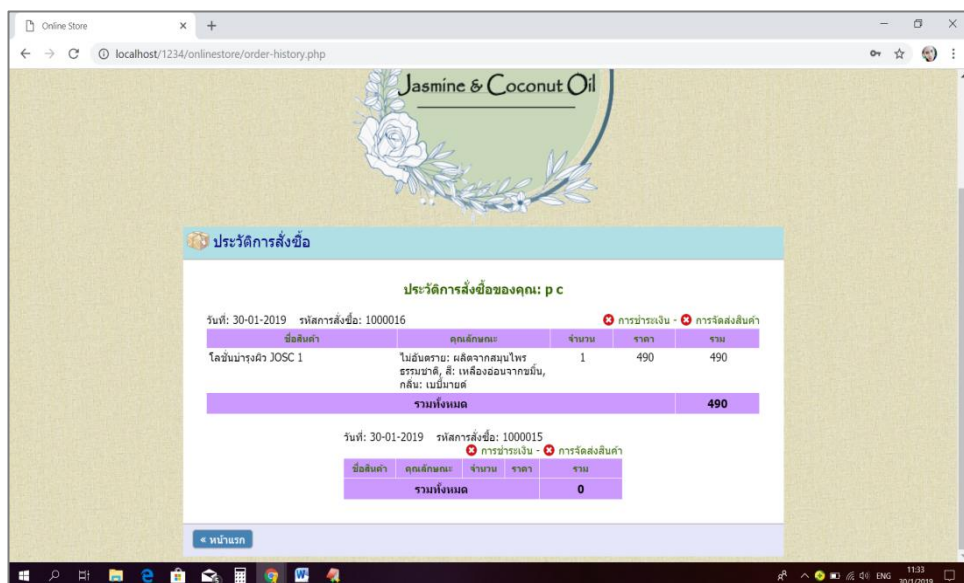 Online Store
localhost/1234/onlinestore/order-history.php
Jasmine & Coconut Oil
ประวัติการสั่งซื้อ
ประวัติการสั่งซื้อของคุณ: p c
วันที่: 30-01-2019 รหัสการสั่งซื้อ: 1000016 การชำระเงิน - การจัดส่งสินค้า
ชื่อสินค้า คุณลักษณะ จำนวน ราคา รวม
โลชั่นบำรุงผิว JOSC 1 ไม่อันตราย: ผลิตจากสมุนไพร 1 490 490
ธรรมชาติ, สี: เหลืองอ่อนจากขมิ้น,
กลิ่น: เบบี้มายด์
รวมทั้งหมด 490
วันที่: 30-01-2019 รหัสการสั่งซื้อ: 1000015
การชำระเงิน - การจัดส่งสินค้า
ชื่อสินค้า คุณลักษณะ จำนวน ราคา รวม
รวมทั้งหมด 0
« หน้าแรก
ENG 11:33
30/1/2019